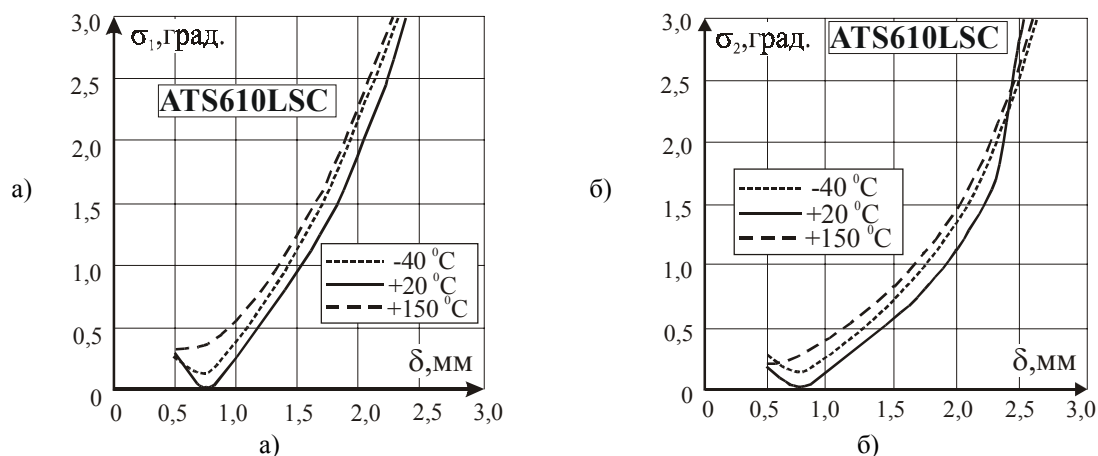 3,0
σ₁,град.
2,5
ATS610LSC
2,0
а)
1,5
-40 ⁰C
+20 ⁰C
+150 ⁰C
1,0
0,5
δ,мм
0
0 0,5 1,0 1,5 2,0 2,5 3,0
а)
3,0
σ₂,град.
ATS610LSC
2,5
2,0
б)
-40 ⁰C
+20 ⁰C
+150 ⁰C
1,5
1,0
0,5
δ,мм
0
0 0,5 1,0 1,5 2,0 2,5 3,0
б)